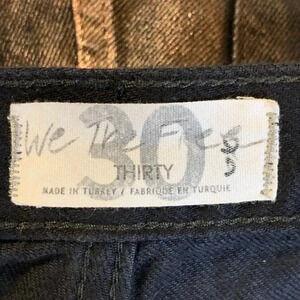 We The Free
30
THIRTY
MADE IN TURKEY / FABRIQUÉ EN TURQUIE